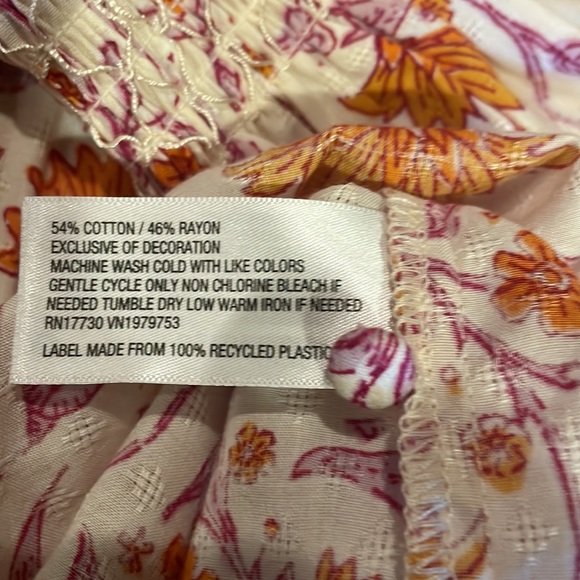 54% COTTON / 46% RAYON
EXCLUSIVE OF DECORATION
MACHINE WASH COLD WITH LIKE COLORS
GENTLE CYCLE ONLY NON CHLORINE BLEACH IF
NEEDED TUMBLE DRY LOW WARM IRON IF NEEDED
RN17730 VN1979753
LABEL MADE FROM 100% RECYCLED PLASTIC